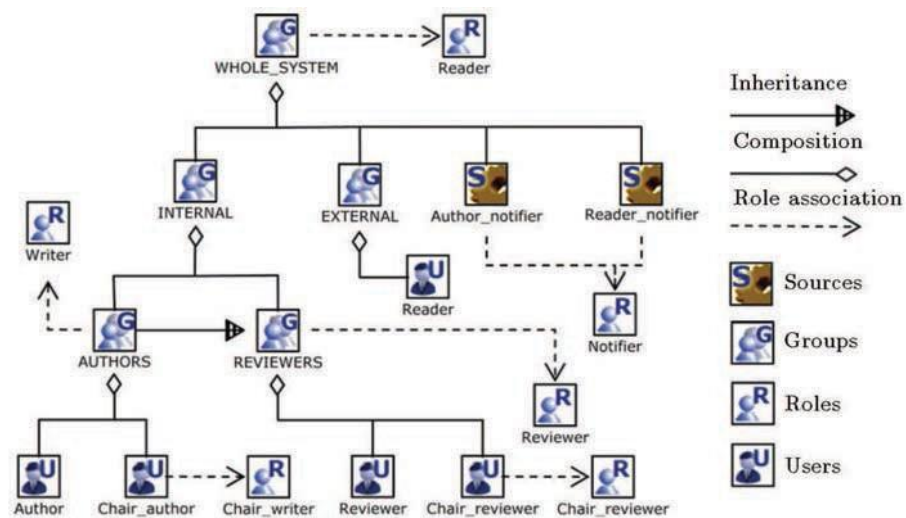 G
R
WHOLE_SYSTEM
Reader
Inheritance
Composition
Role association
G
G
S
S
INTERNAL
EXTERNAL
Author_notifier
Reader_notifier
R
Writer
U
Reader
R
Notifier
G
G
AUTHORS
REVIEWERS
R
Reviewer
S
Sources
G
Groups
R
Roles
U
Users
U
U
R
U
U
R
Author
Chair_author
Chair_writer
Reviewer
Chair_reviewer
Chair_reviewer